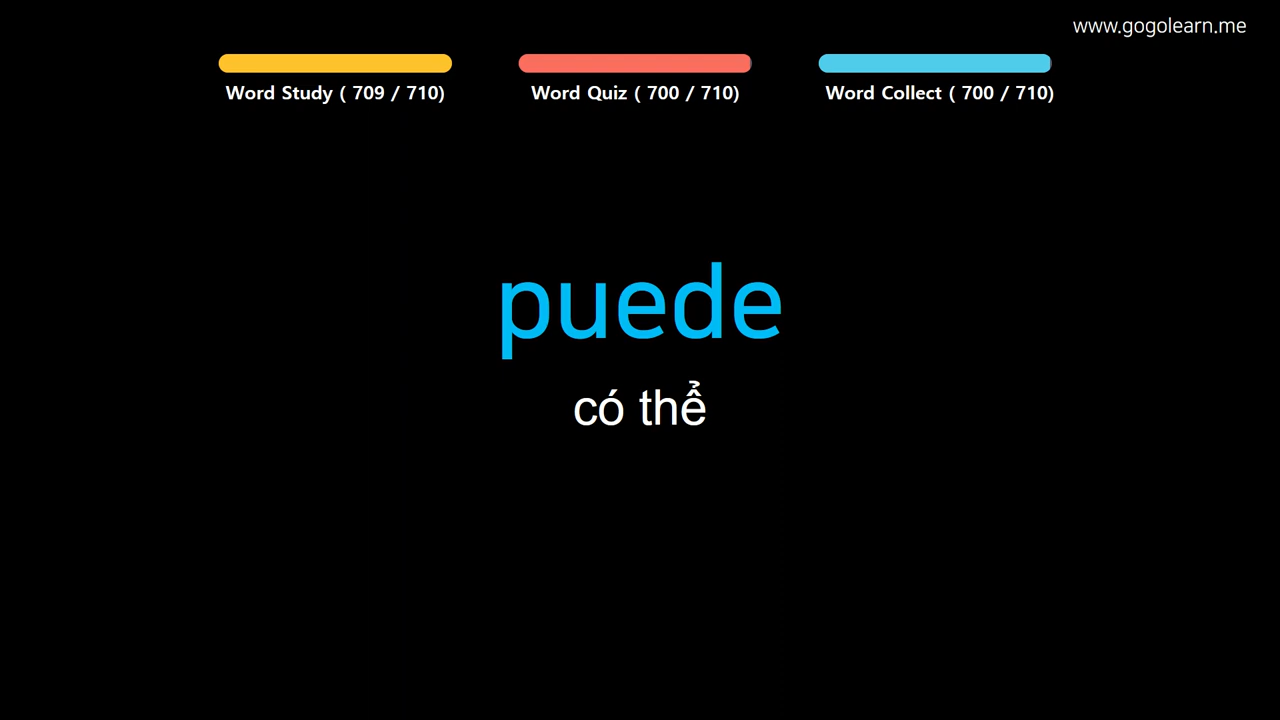 www.gogolearn.me
Word Study ( 709 / 710)
Word Quiz ( 700 / 710)
Word Collect ( 700 / 710)
puede
có thể